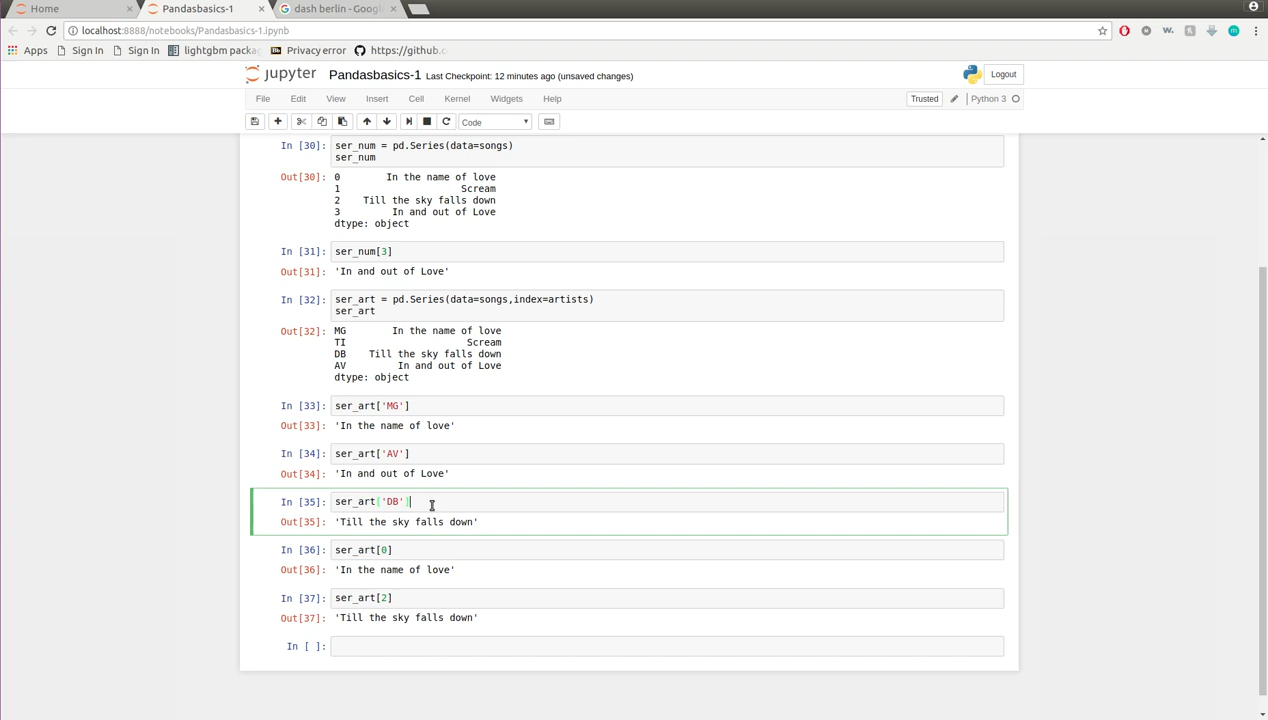 Home
Pandasbasics-1
dash berlin - Googl
localhost:8888/notebooks/Pandasbasics-1.ipynb
Apps Sign In Sign In lightgbm packag Privacy error https://github.c
jupyter Pandasbasics-1 Last Checkpoint: 12 minutes ago (unsaved changes) Logout
File Edit View Insert Cell Kernel Widgets Help Trusted Python 3
Code
In [30]: ser_num = pd.Series(data=songs)
ser_num
Out[30]: 0 In the name of love
1 Scream
2 Till the sky falls down
3 In and out of Love
dtype: object
In [31]: ser_num[3]
Out[31]: 'In and out of Love'
In [32]: ser_art = pd.Series(data=songs,index=artists)
ser_art
Out[32]: MG In the name of love
TI Scream
DB Till the sky falls down
AV In and out of Love
dtype: object
In [33]: ser_art['MG']
Out[33]: 'In the name of love'
In [34]: ser_art['AV']
Out[34]: 'In and out of Love'
In [35]: ser_art['DB']
Out[35]: 'Till the sky falls down'
In [36]: ser_art[0]
Out[36]: 'In the name of love'
In [37]: ser_art[2]
Out[37]: 'Till the sky falls down'
In [ ]: